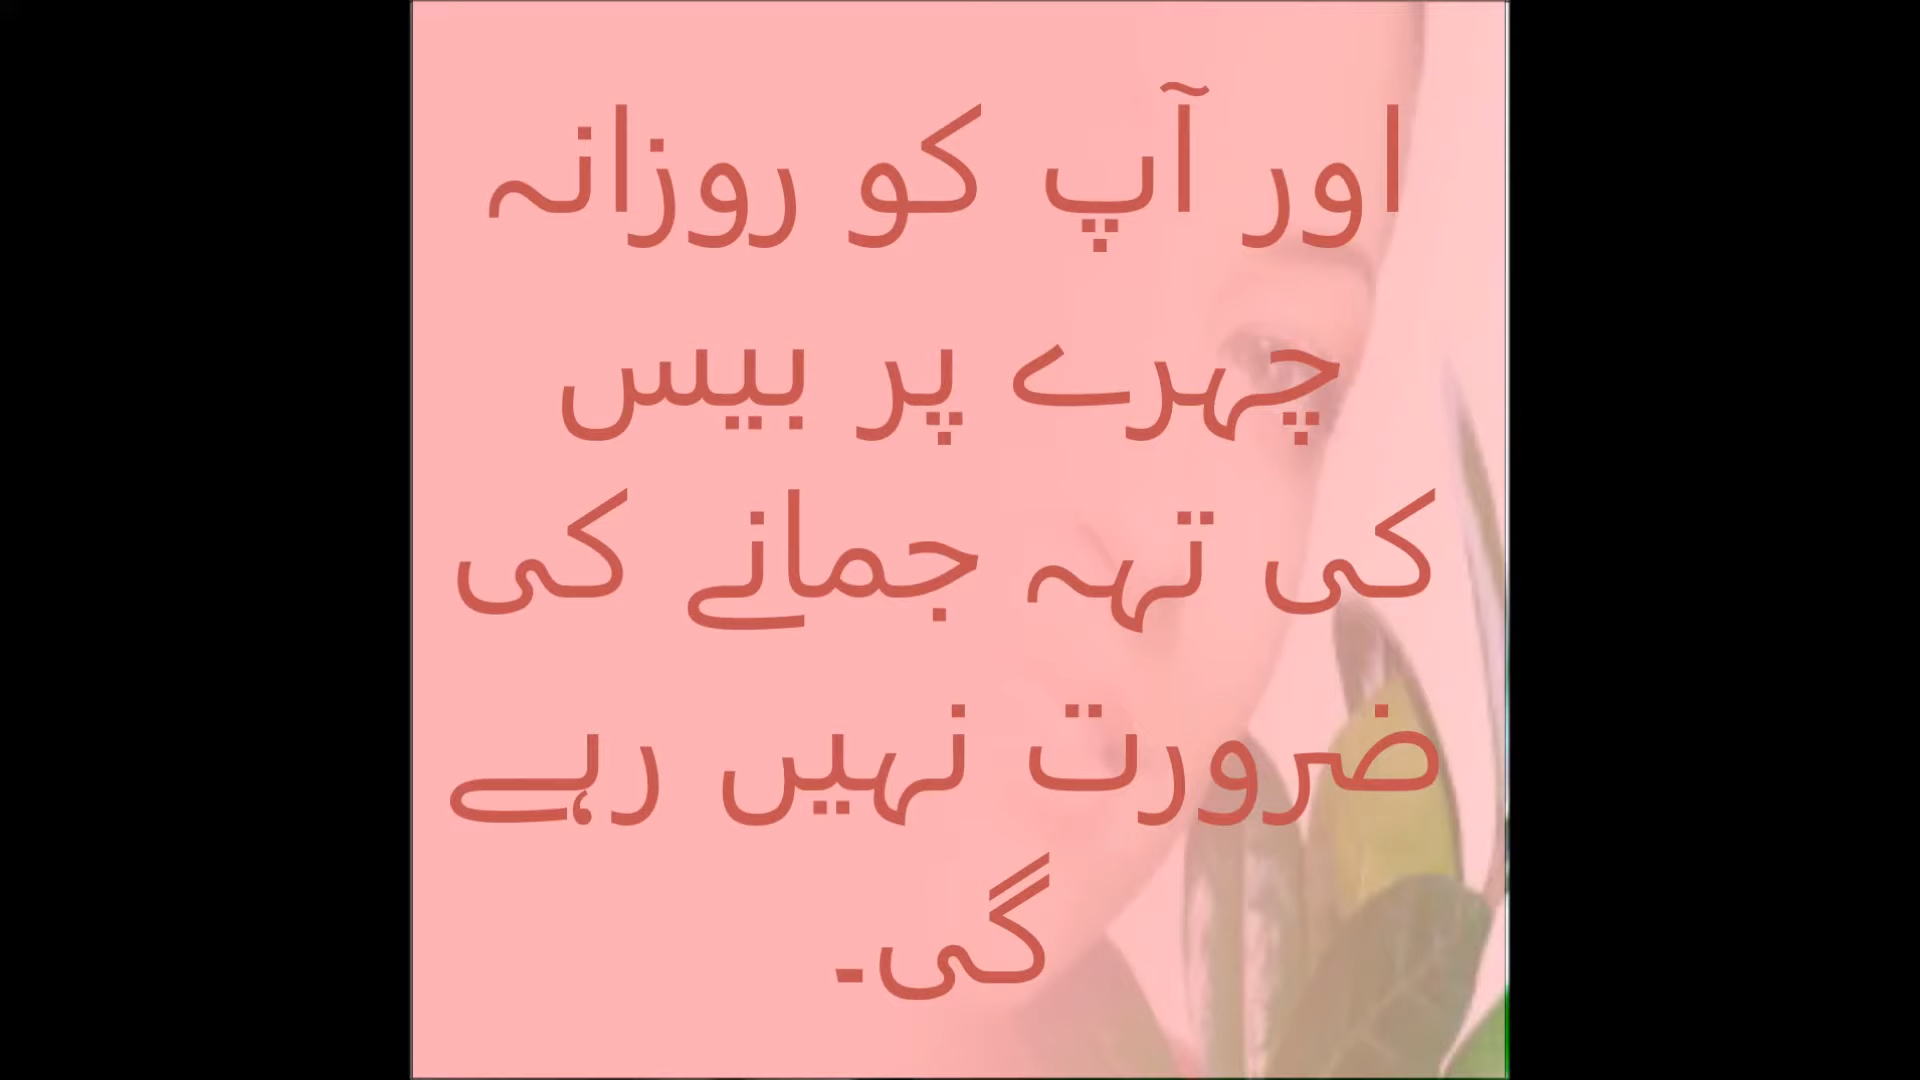 اور آپ کو روزانہ
چہرے پر بیس
کی تہہ جمانے کی
ضرورت نہیں رہے
گی۔